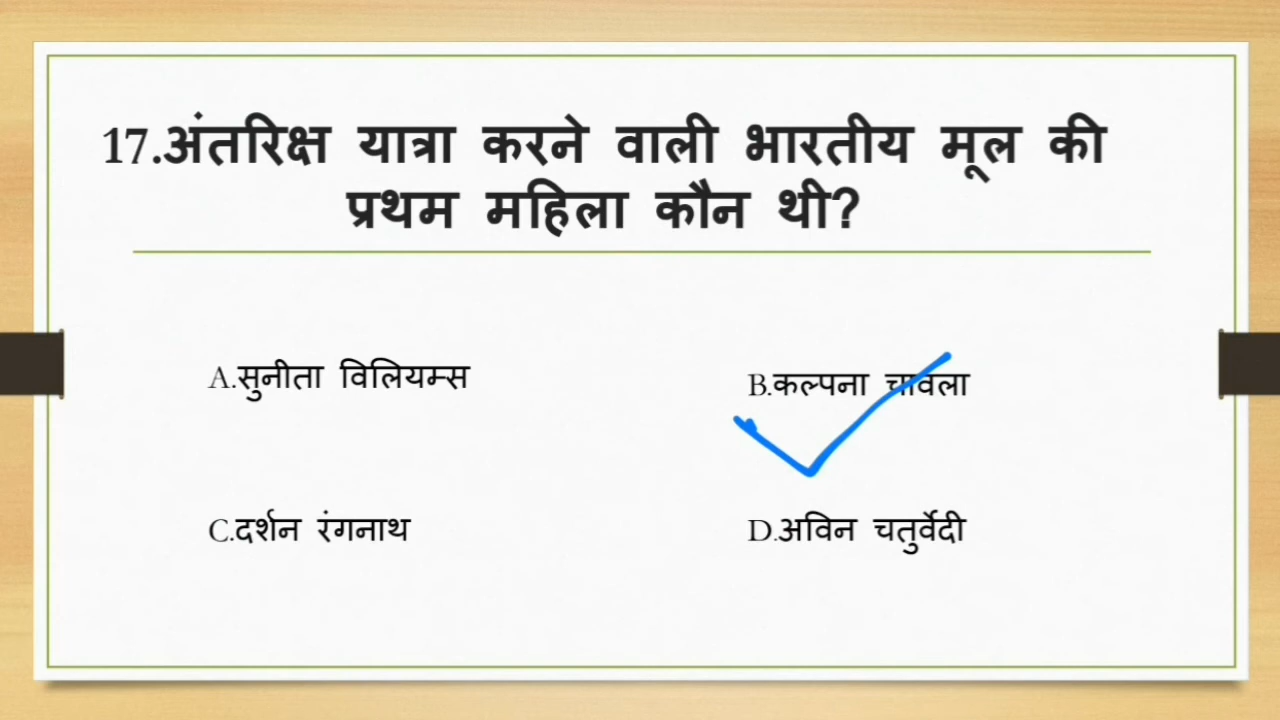 17.अंतरिक्ष यात्रा करने वाली भारतीय मूल की
प्रथम महिला कौन थी?
A.सुनीता विलियम्स
B.कल्पना चावला
C.दर्शन रंगनाथ
D.अविन चतुर्वेदी